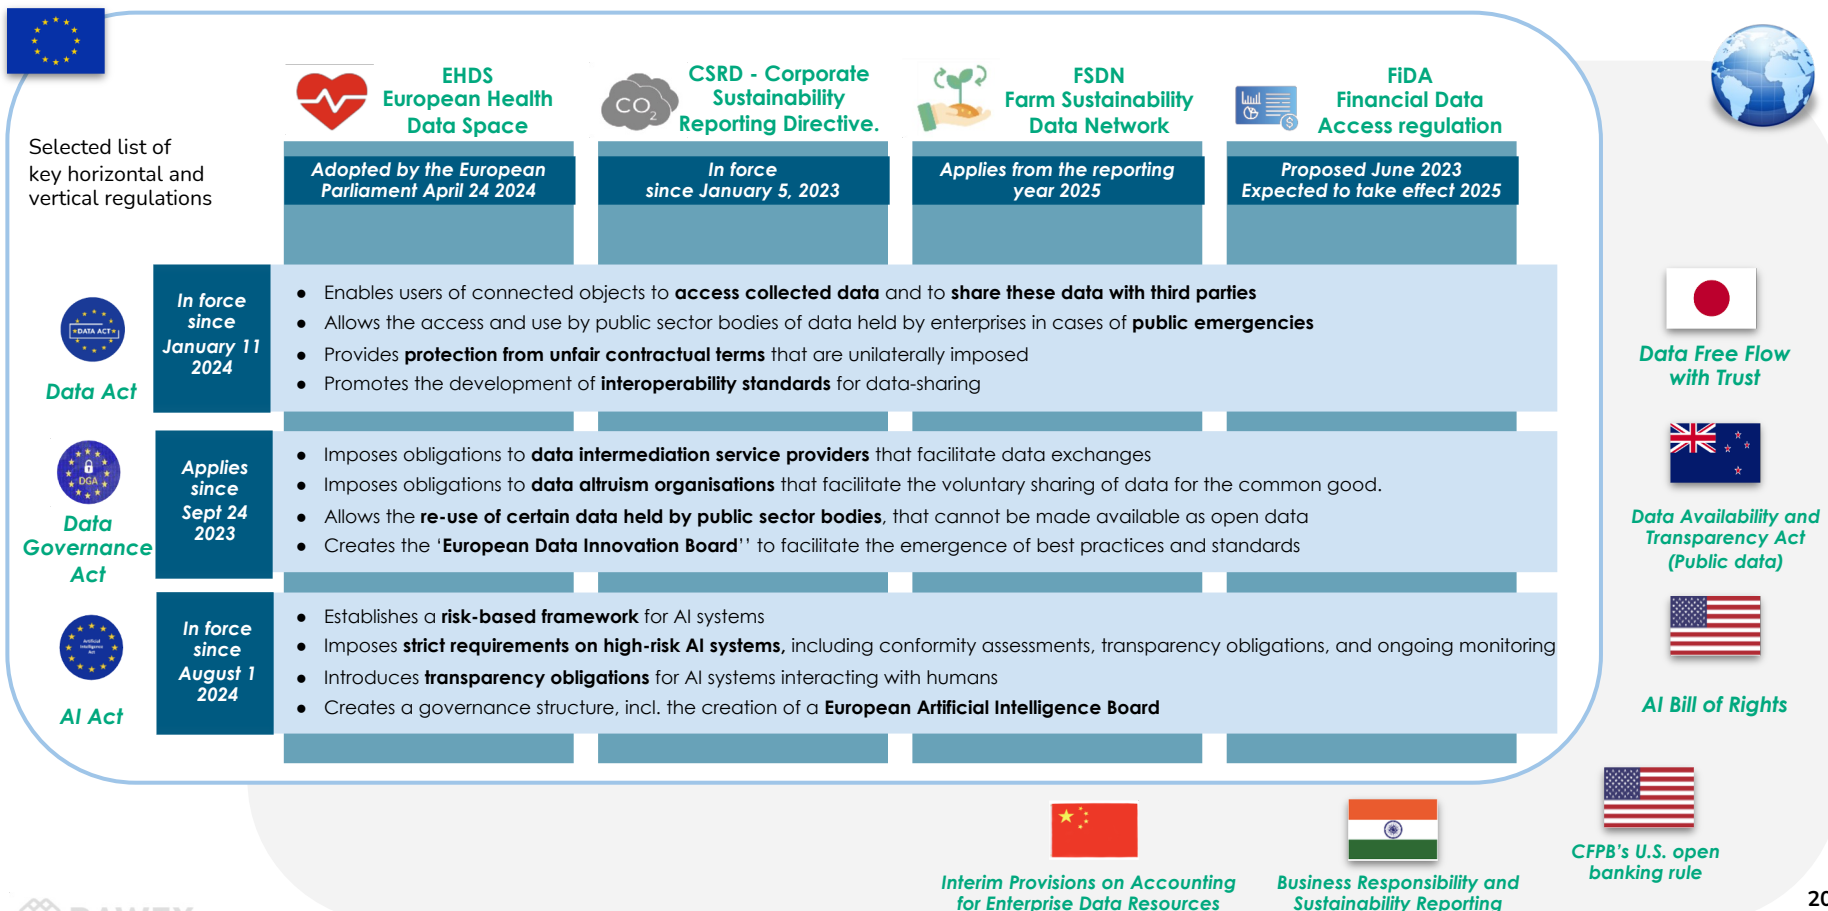 EHDS
European Health
Data Space
CO2
CSRD - Corporate
Sustainability
Reporting Directive.
FSDN
Farm Sustainability
Data Network
FiDA
Financial Data
Access regulation
Selected list of
key horizontal and
vertical regulations
Adopted by the European
Parliament April 24 2024
In force
since January 5, 2023
Applies from the reporting
year 2025
Proposed June 2023
Expected to take effect 2025
DATA ACT
Data Act
In force
since
January 11
2024
● Enables users of connected objects to access collected data and to share these data with third parties
● Allows the access and use by public sector bodies of data held by enterprises in cases of public emergencies
● Provides protection from unfair contractual terms that are unilaterally imposed
● Promotes the development of interoperability standards for data-sharing
DGA
Data
Governance
Act
Applies
since
Sept 24
2023
● Imposes obligations to data intermediation service providers that facilitate data exchanges
● Imposes obligations to data altruism organisations that facilitate the voluntary sharing of data for the common good.
● Allows the re-use of certain data held by public sector bodies, that cannot be made available as open data
● Creates the ‘European Data Innovation Board’’ to facilitate the emergence of best practices and standards
Artificial
Intelligence
Act
AI Act
In force
since
August 1
2024
● Establishes a risk-based framework for AI systems
● Imposes strict requirements on high-risk AI systems, including conformity assessments, transparency obligations, and ongoing monitoring
● Introduces transparency obligations for AI systems interacting with humans
● Creates a governance structure, incl. the creation of a European Artificial Intelligence Board
Data Free Flow
with Trust
Data Availability and
Transparency Act
(Public data)
AI Bill of Rights
CFPB’s U.S. open
banking rule
Interim Provisions on Accounting
for Enterprise Data Resources
Business Responsibility and
Sustainability Reporting
20